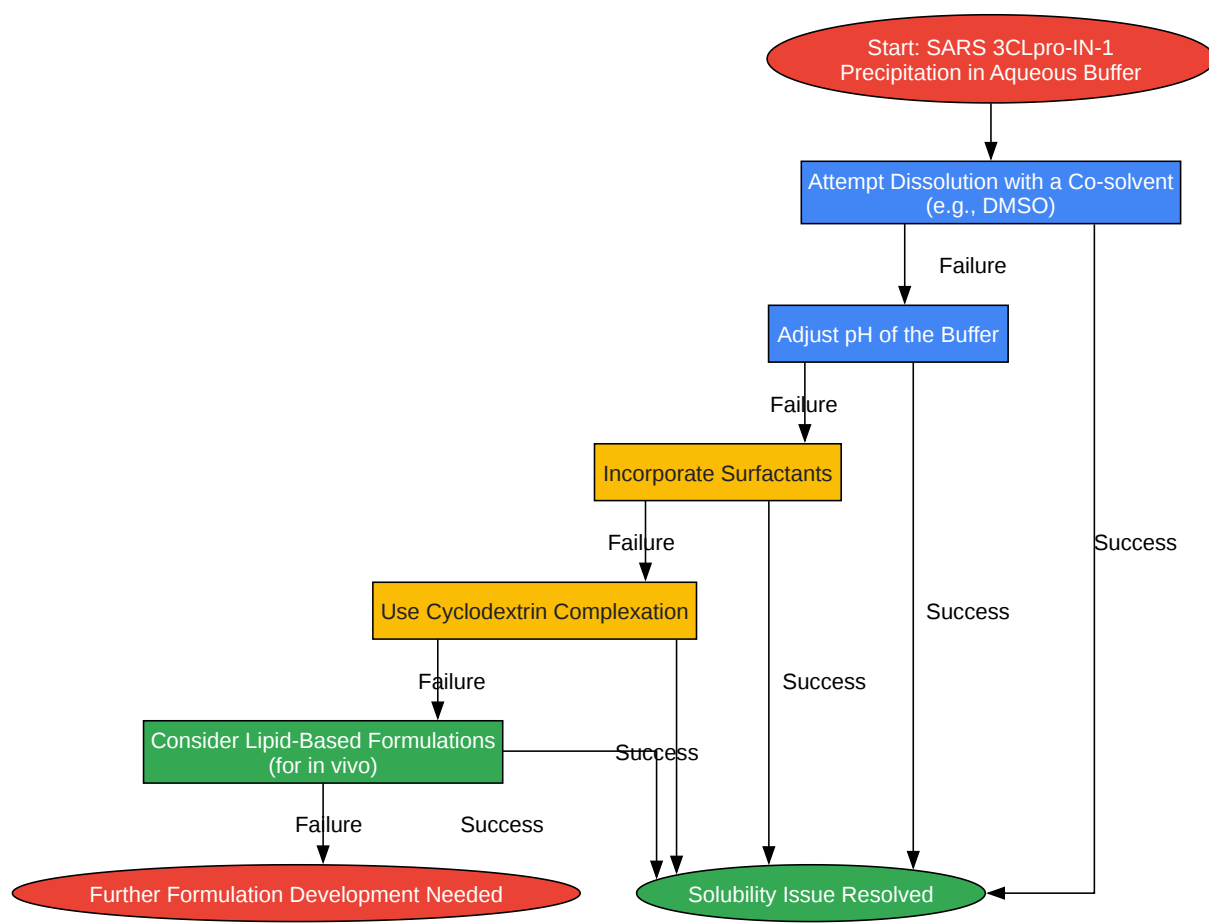 Start: SARS 3CLpro-IN-1
Precipitation in Aqueous Buffer
Attempt Dissolution with a Co-solvent
(e.g., DMSO)
Failure
Adjust pH of the Buffer
Failure
Incorporate Surfactants
Failure
Success
Use Cyclodextrin Complexation
Success
Failure
Success
Consider Lipid-Based Formulations
(for in vivo)
Success
Failure
Success
Further Formulation Development Needed
Solubility Issue Resolved